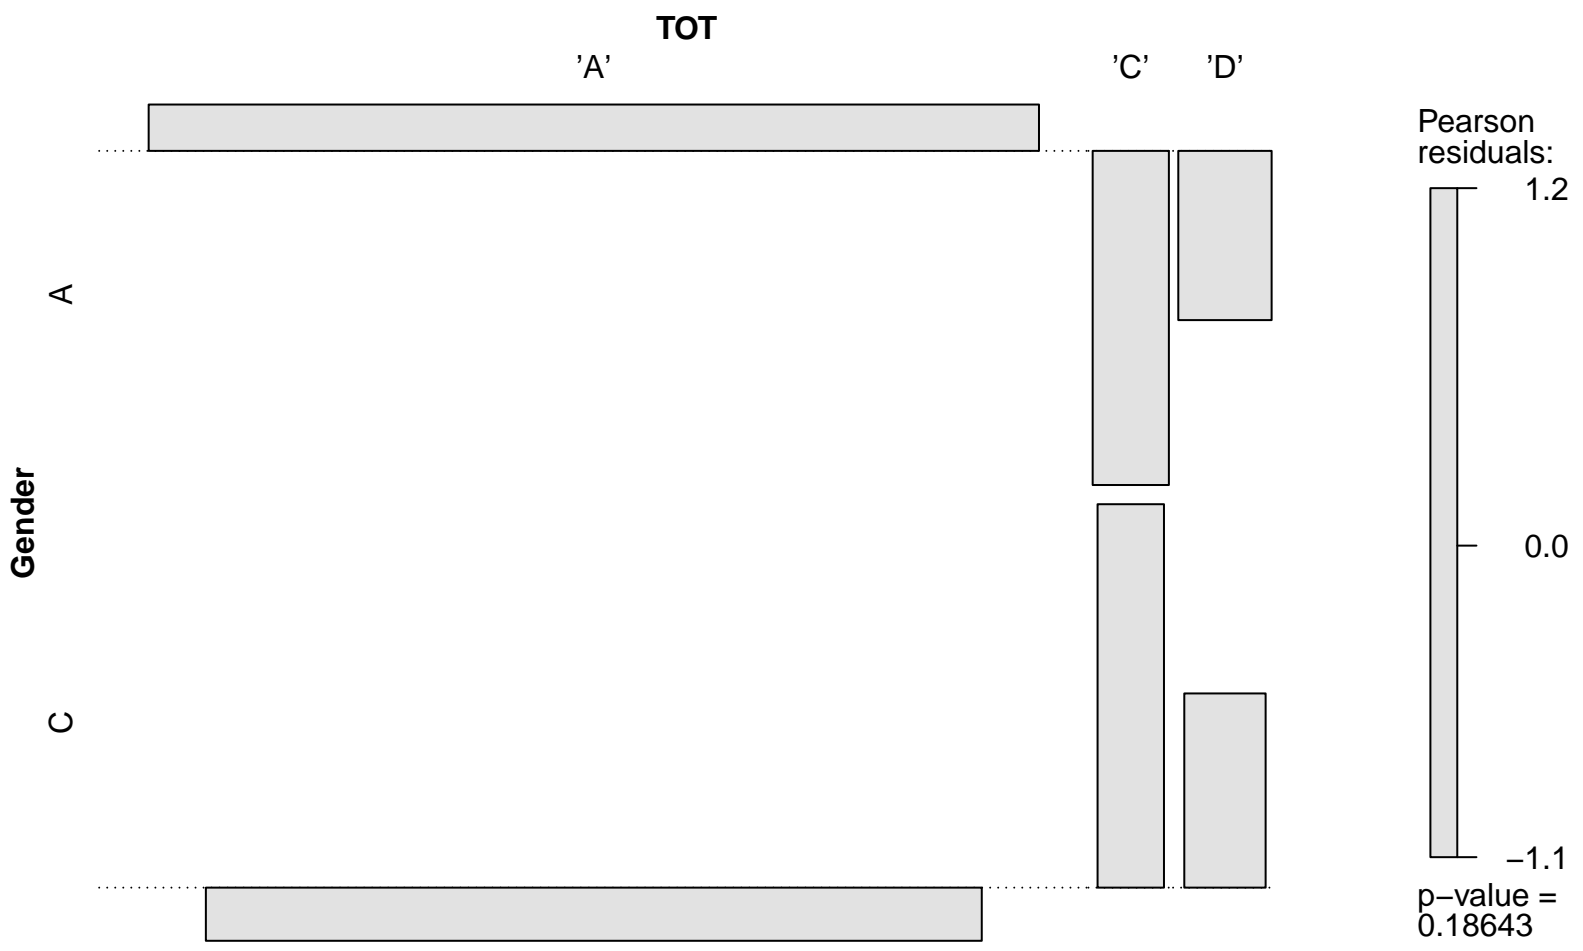 TOT
’A’ ’C’ ’D’
Gender
A
C
Pearson
residuals:
1.2
0.0
−1.1
p−value =
0.18643